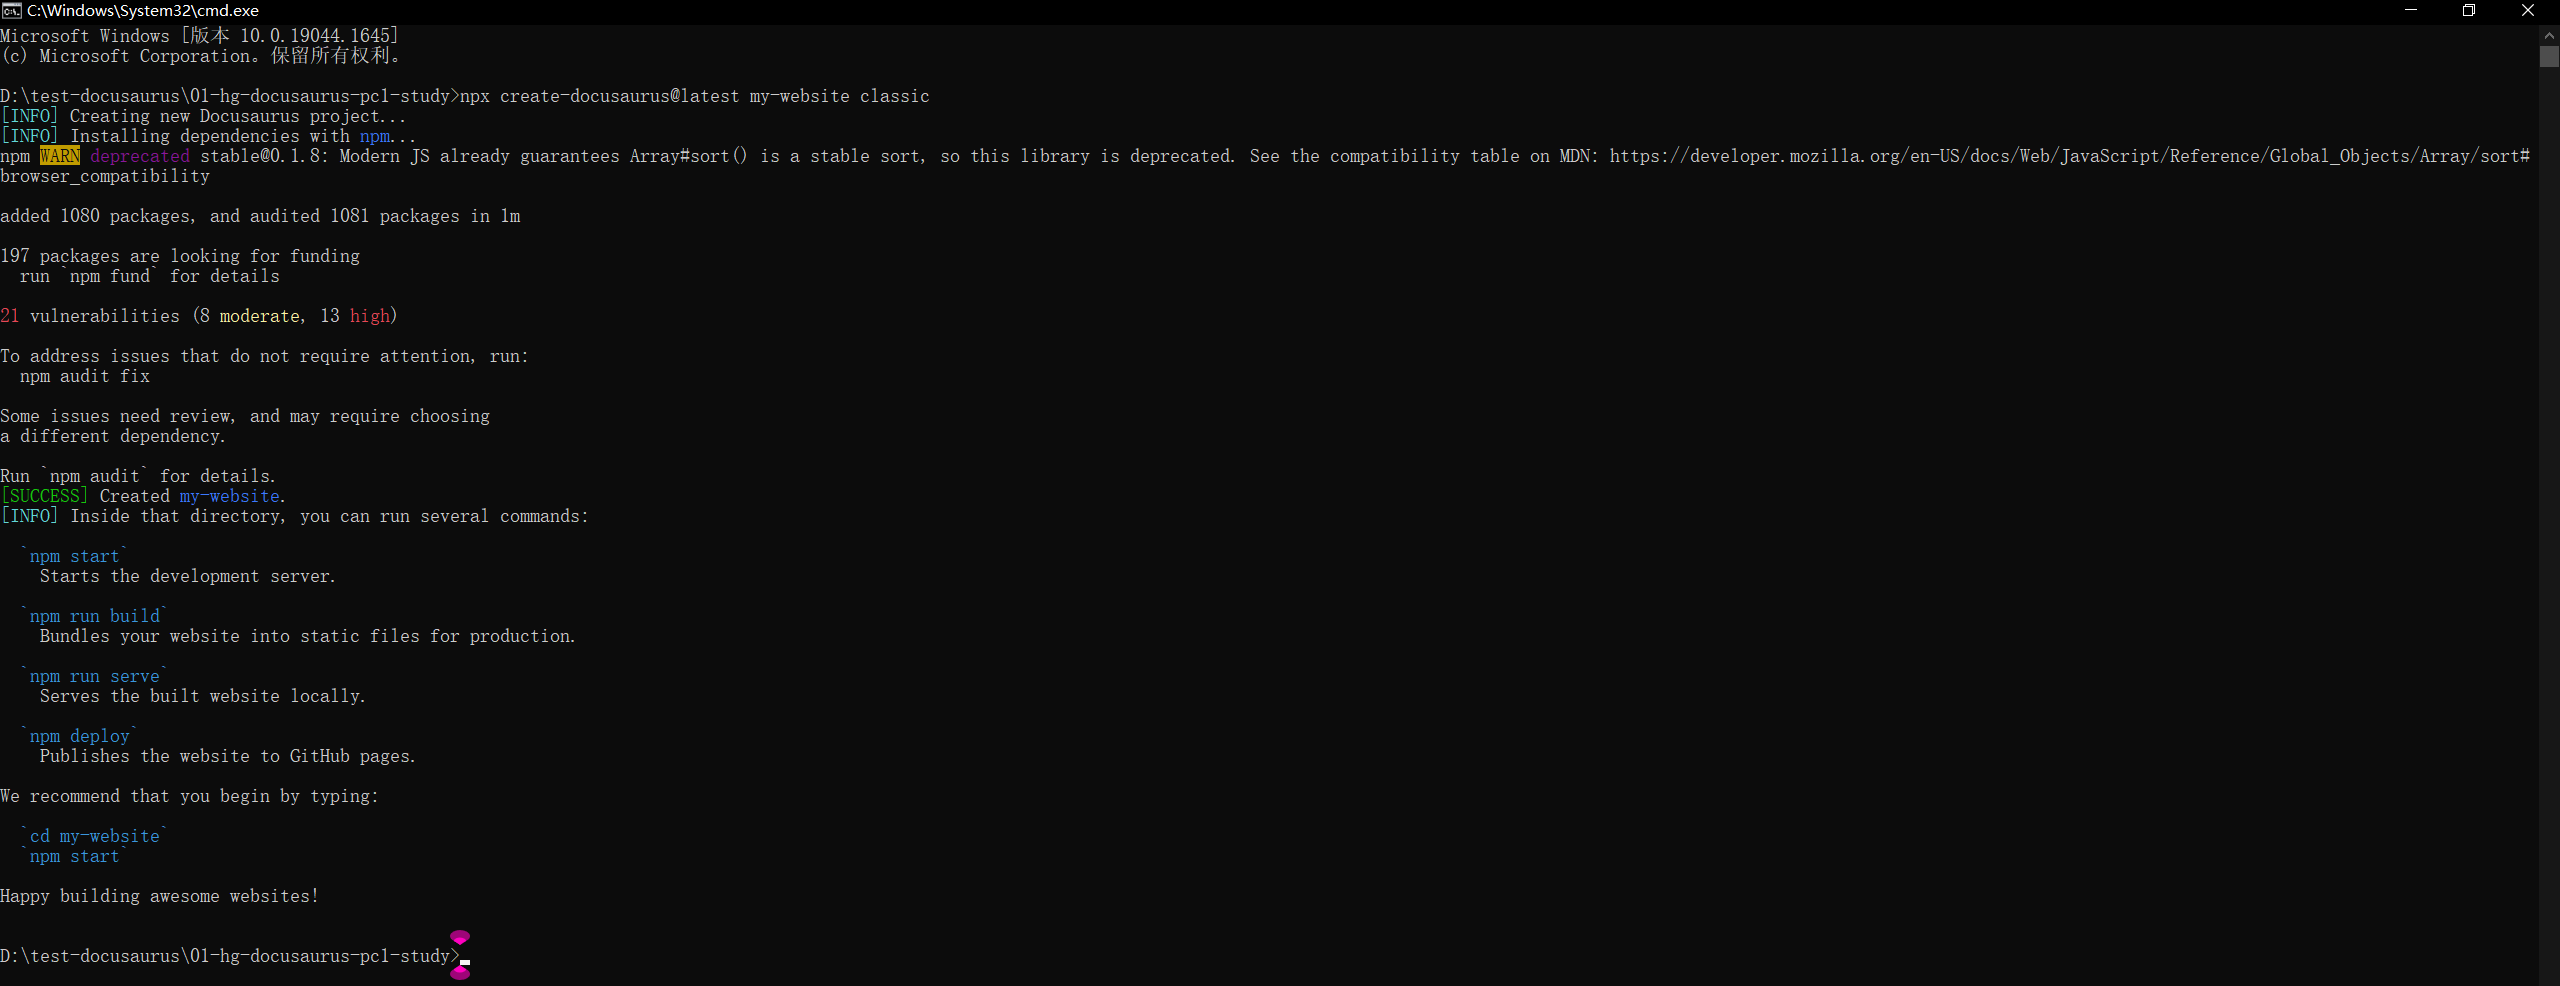 C:\Windows\System32\cmd.exe
Microsoft Windows [版本 10.0.19044.1645]
(c) Microsoft Corporation。保留所有权利。
D:\test-docusaurus\01-hg-docusaurus-pcl-study>npx create-docusaurus@latest my-website classic
[INFO] Creating new Docusaurus project...
[INFO] Installing dependencies with npm...
npm WARN deprecated stable@0.1.8: Modern JS already guarantees Array#sort() is a stable sort, so this library is deprecated. See the compatibility table on MDN: https://developer.mozilla.org/en-US/docs/Web/JavaScript/Reference/Global_Objects/Array/sort#
browser_compatibility
added 1080 packages, and audited 1081 packages in 1m
197 packages are looking for funding
run `npm fund` for details
21 vulnerabilities (8 moderate, 13 high)
To address issues that do not require attention, run:
npm audit fix
Some issues need review, and may require choosing
a different dependency.
Run `npm audit` for details.
[SUCCESS] Created my-website.
[INFO] Inside that directory, you can run several commands:
`npm start`
Starts the development server.
`npm run build`
Bundles your website into static files for production.
`npm run serve`
Serves the built website locally.
`npm deploy`
Publishes the website to GitHub pages.
We recommend that you begin by typing:
`cd my-website`
`npm start`
Happy building awesome websites!
D:\test-docusaurus\01-hg-docusaurus-pcl-study>